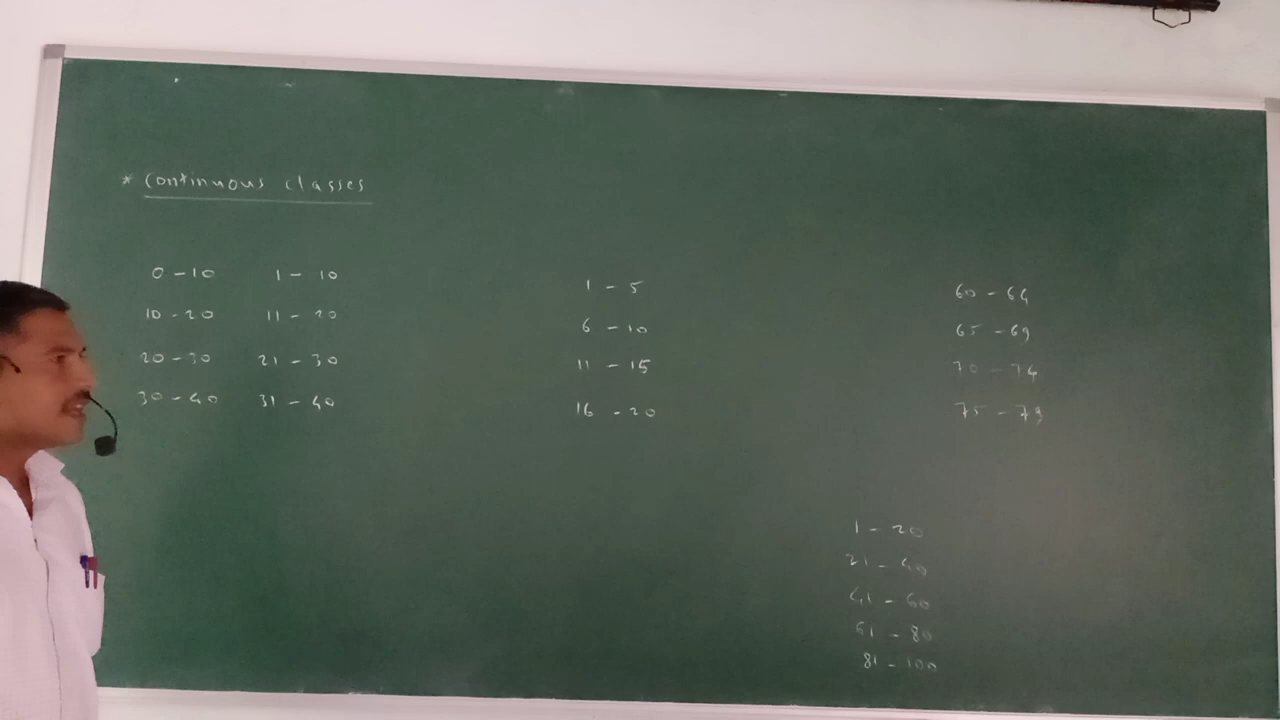 * Continuous classes
0 - 10 1 - 10
10 - 20 11 - 20
20 - 30 21 - 30
30 - 40 31 - 40
1 - 5
6 - 10
11 - 15
16 - 20
60 - 64
65 - 69
70 - 74
75 - 79
1 - 20
21 - 40
41 - 60
61 - 80
81 - 100